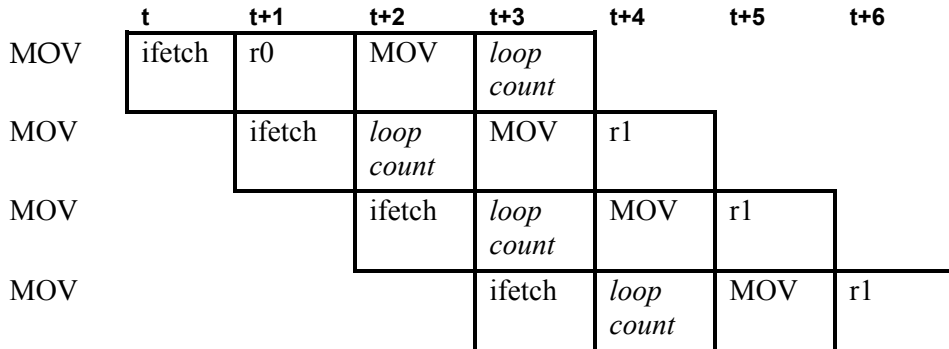 t t+1 t+2 t+3 t+4 t+5 t+6
MOV ifetch r0 MOV loop
count
MOV ifetch loop MOV r1
count
MOV ifetch loop MOV r1
count
MOV ifetch loop MOV r1
count